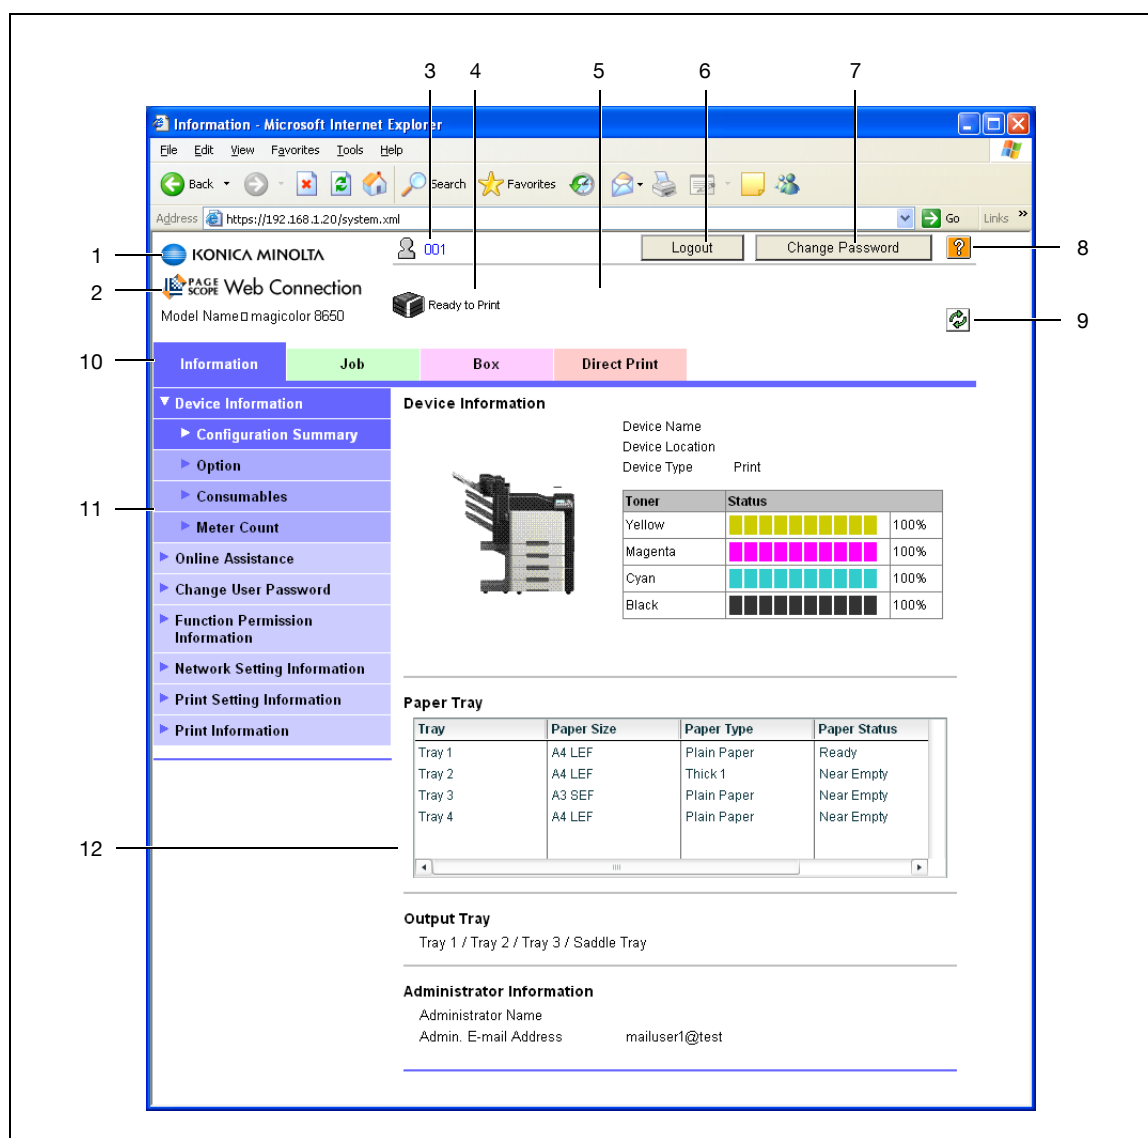 3 4 5 6 7
Information - Microsoft Internet Explorer
File Edit View Favorites Tools Help
Back Search Favorites
Address https://192.168.1.20/system.xml Go Links »
1 KONICA MINOLTA 001 Logout Change Password ? 8
2 PAGE SCOPE Web Connection
Ready to Print
Model Name magicolor 8650 9
10 Information Job Box Direct Print
Device Information
Configuration Summary
Option
Consumables
11
Meter Count
Online Assistance
Change User Password
Function Permission
Information
Network Setting Information
Print Setting Information
Print Information
Device Information
Device Name
Device Location
Device Type Print
Toner Status
Yellow 100%
Magenta 100%
Cyan 100%
Black 100%
Paper Tray
Tray Paper Size Paper Type Paper Status
Tray 1 A4 LEF Plain Paper Ready
Tray 2 A4 LEF Thick 1 Near Empty
Tray 3 A3 SEF Plain Paper Near Empty
Tray 4 A4 LEF Plain Paper Near Empty
12
Output Tray
Tray 1 / Tray 2 / Tray 3 / Saddle Tray
Administrator Information
Administrator Name
Admin. E-mail Address mailuser1@test